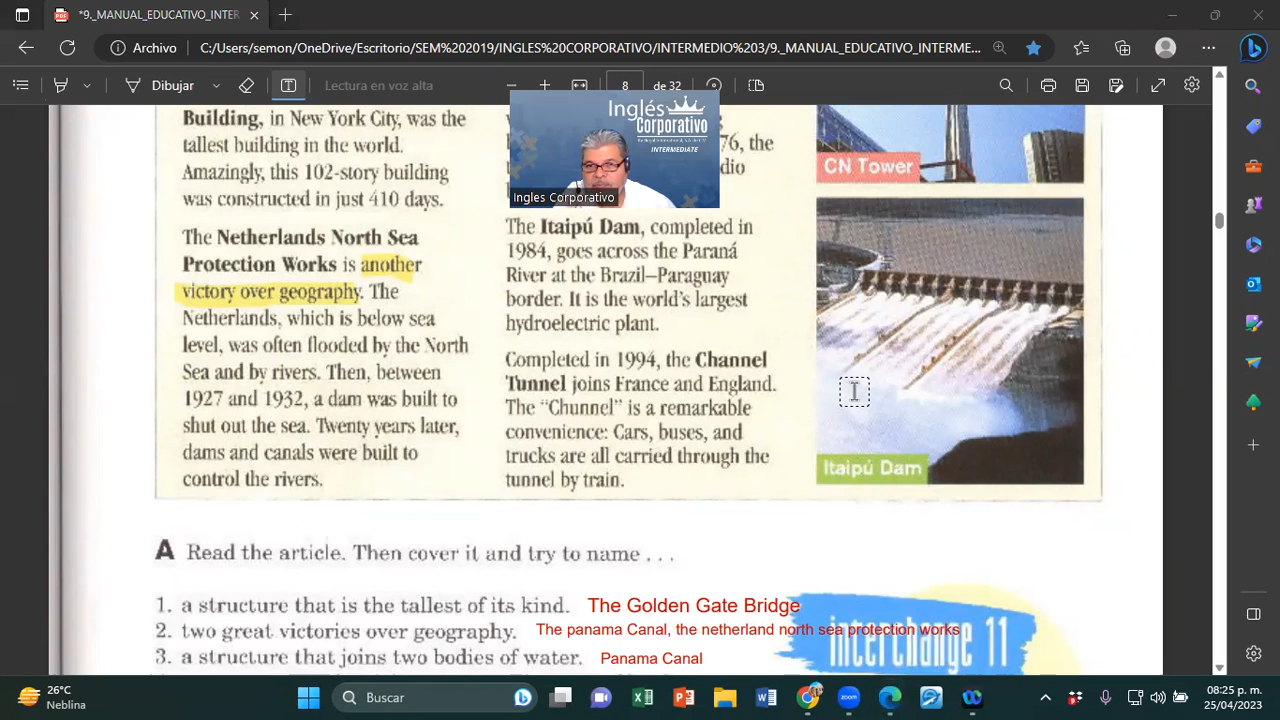 *9._MANUAL_EDUCATIVO_INTERMEDI
Archivo
C:/Users/semon/OneDrive/Escritorio/SEM%202019/INGLES%20CORPORATIVO/INTERMEDIO%203/9._MANUAL_EDUCATIVO_INTERME...
Dibujar
Lectura en voz alta
8
de 32
Building, in New York City, was the
tallest building in the world.
Amazingly, this 102-story building
was constructed in just 410 days.
The Netherlands North Sea
Protection Works is another
victory over geography. The
Netherlands, which is below sea
level, was often flooded by the North
Sea and by rivers. Then, between
1927 and 1932, a dam was built to
shut out the sea. Twenty years later,
dams and canals were built to
control the rivers.
Inglés
Corporativo
INTERMEDIATE
Ingles Corporativo
76, the
dio
The Itaipú Dam, completed in
1984, goes across the Paraná
River at the Brazil–Paraguay
border. It is the world's largest
hydroelectric plant.
Completed in 1994, the Channel
Tunnel joins France and England.
The "Chunnel" is a remarkable
convenience: Cars, buses, and
trucks are all carried through the
tunnel by train.
CN Tower
Itaipú Dam
A Read the article. Then cover it and try to name . . .
1. a structure that is the tallest of its kind. The Golden Gate Bridge
2. two great victories over geography. The panama Canal, the netherland north sea protection works
3. a structure that joins two bodies of water. Panama Canal
interchange 11
26°C
Neblina
Buscar
zoom
08:25 p. m.
25/04/2023